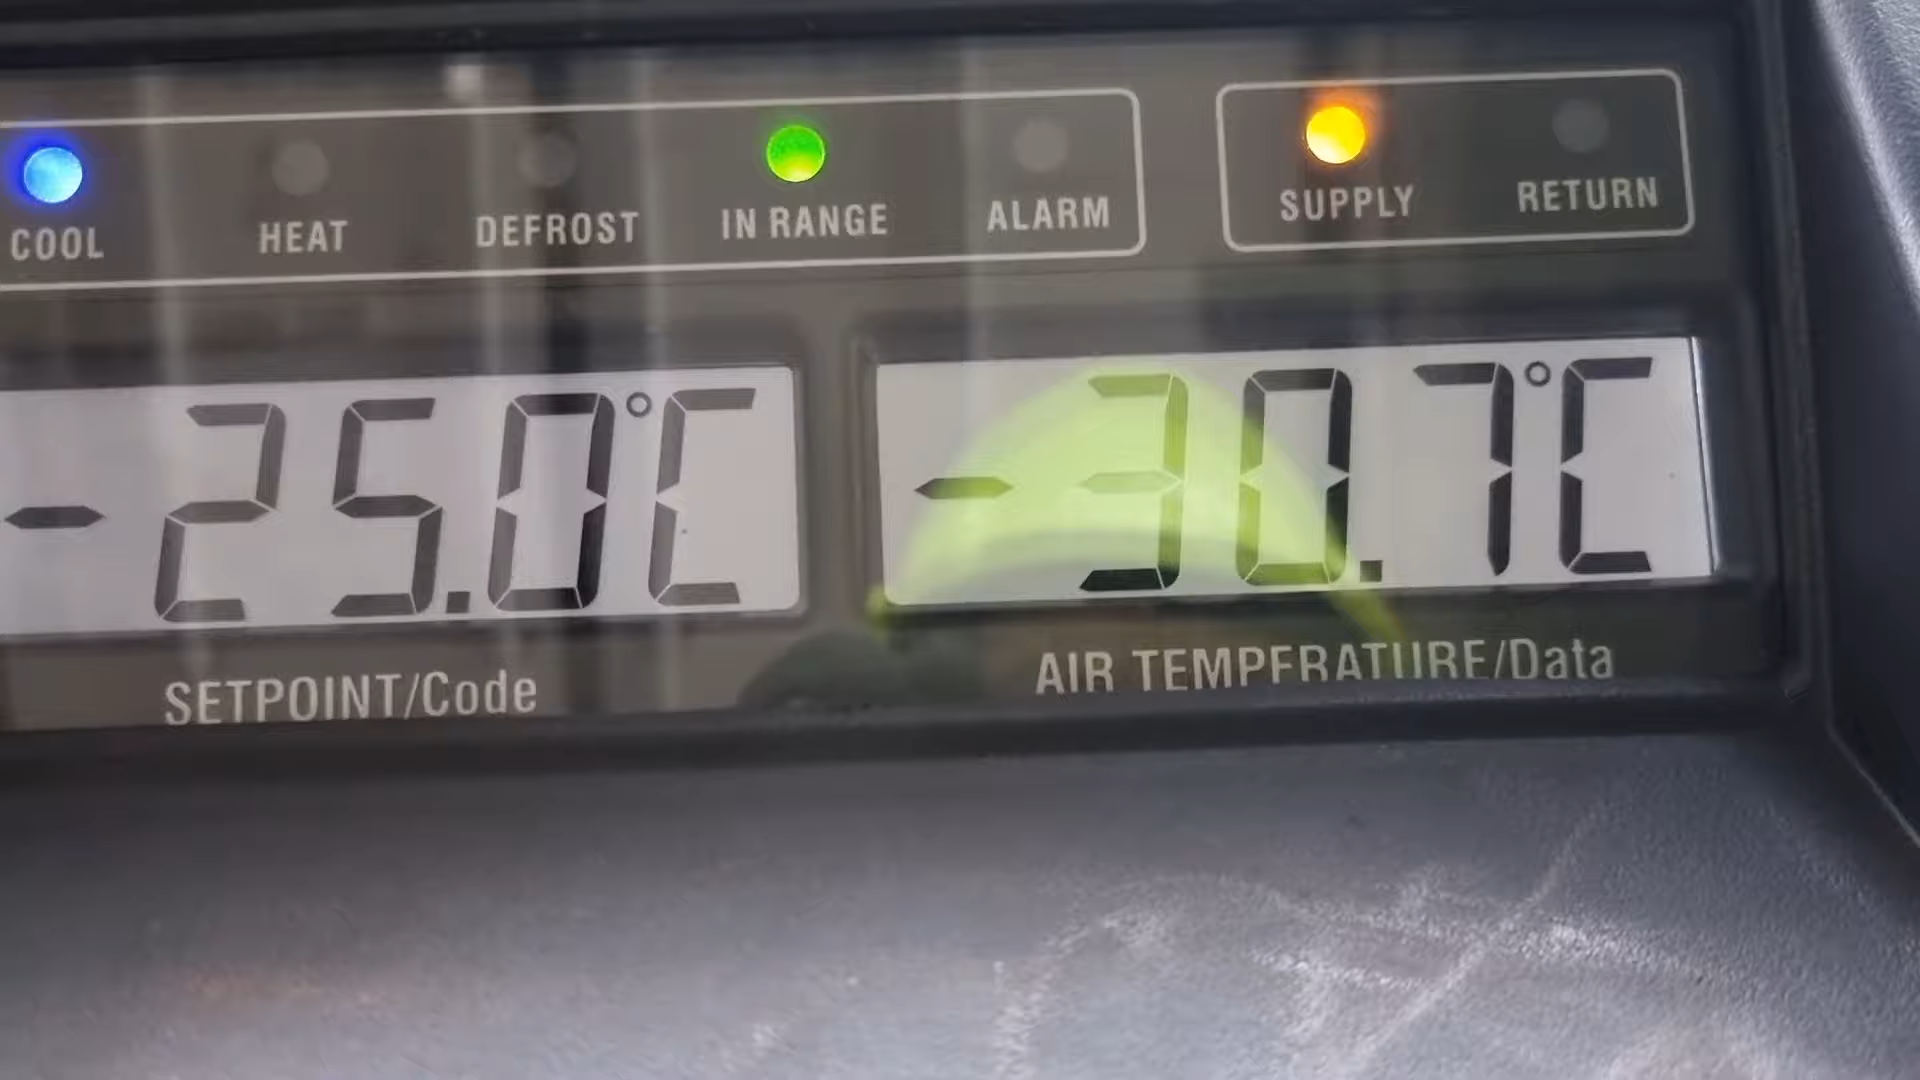 COOL HEAT DEFROST IN RANGE ALARM SUPPLY RETURN
-25.0°C -30.7°C
SETPOINT/Code AIR TEMPERATURE/Data